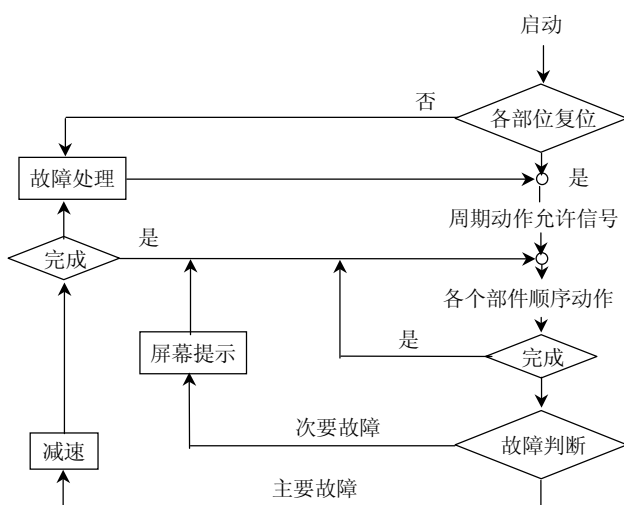 启动
否
各部位复位
故障处理
是
周期动作允许信号
是
完成
各个部件顺序动作
屏幕提示
是
完成
次要故障
减速
故障判断
主要故障